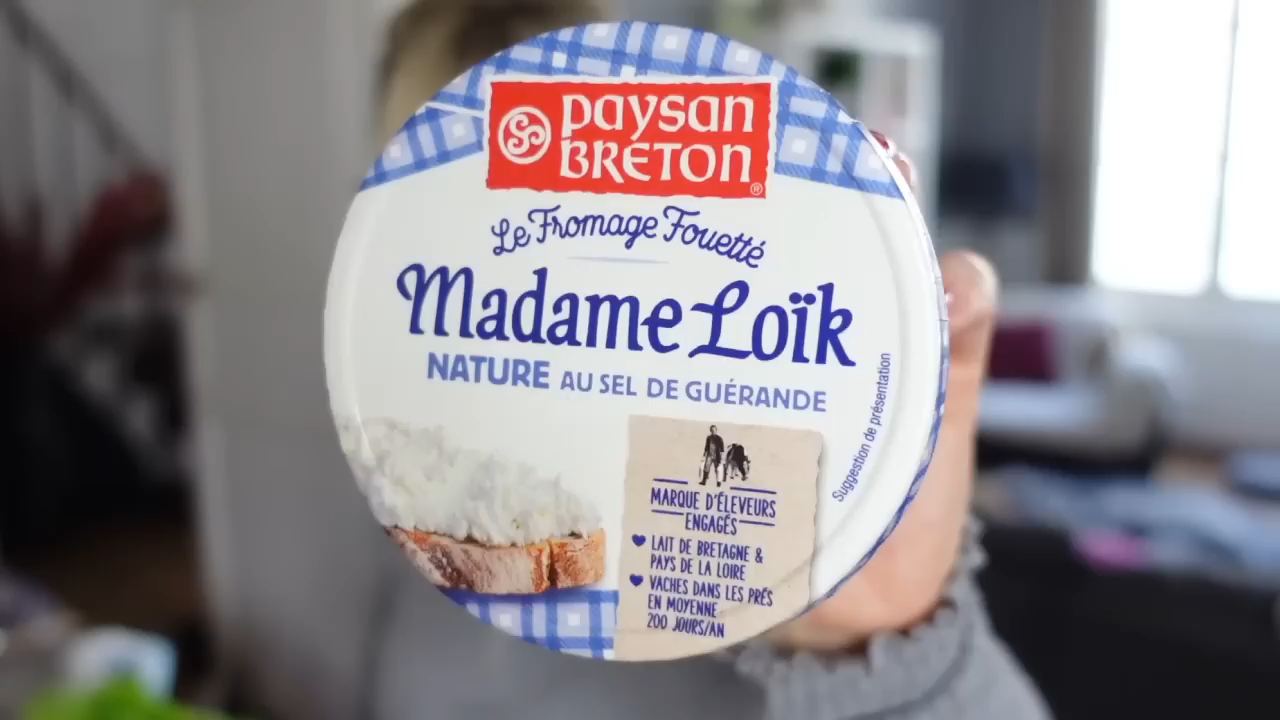 paysan
BRETON
®
Le Fromage Fouetté
Madame Loïk
NATURE AU SEL DE GUÉRANDE
Suggestion de présentation
MARQUE D'ÉLEVEURS
ENGAGÉS
LAIT DE BRETAGNE &
PAYS DE LA LOIRE
VACHES DANS LES PRÉS
EN MOYENNE
200 JOURS/AN